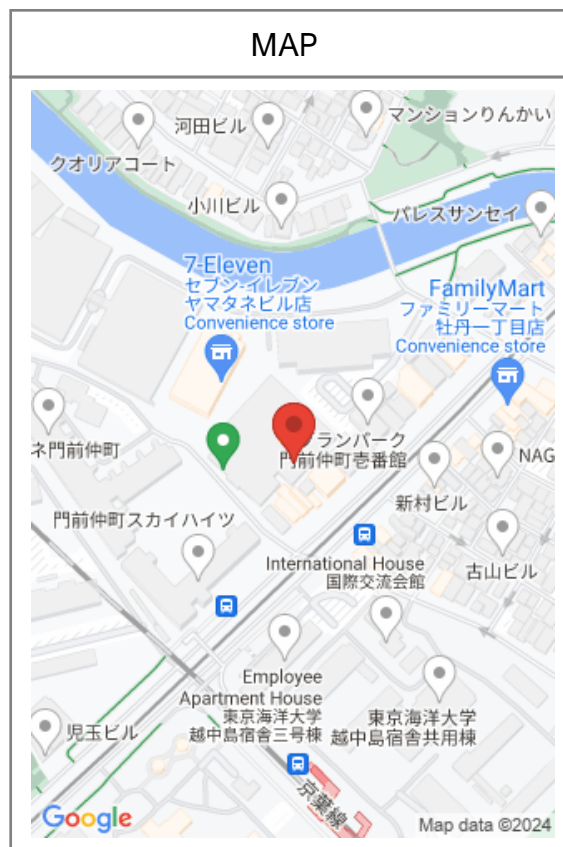 MAP
マンションりんかい
河田ビル
クオリアコート
小川ビル
パレスサンセイ
7-Eleven
セブン-イレブン
ヤマタネビル店
Convenience store
FamilyMart
ファミリーマート
牡丹一丁目店
Convenience store
ネ門前仲町
グランパーク
門前仲町壱番館
NAG
新村ビル
門前仲町スカイハイツ
International House
国際交流会館
古山ビル
Employee
Apartment House
東京海洋大学
越中島宿舎三号棟
東京海洋大学
越中島宿舎共用棟
児玉ビル
京葉線
Google
Map data ©2024